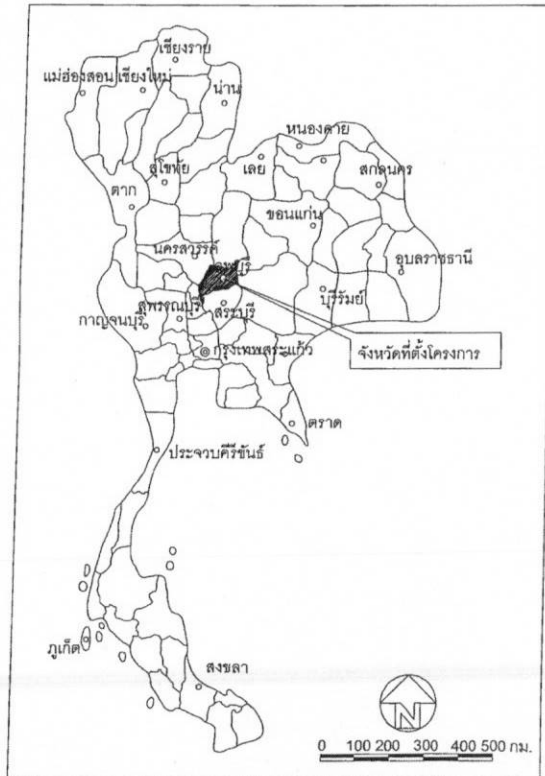 เชียงราย
แม่ฮ่องสอน เชียงใหม่
น่าน
หนองคาย
สุโขทัย
เลย
สกลนคร
ตาก
ขอนแก่น
นครสวรรค์
อุบลราชธานี
บุรีรัมย์
สุพรรณบุรี
สระบุรี
กาญจนบุรี
กรุงเทพสระแก้ว
จังหวัดที่ตั้งโครงการ
ตราด
ประจวบคีรีขันธ์
ภูเก็ต
สงขลา
N
0 100 200 300 400 500 กม.